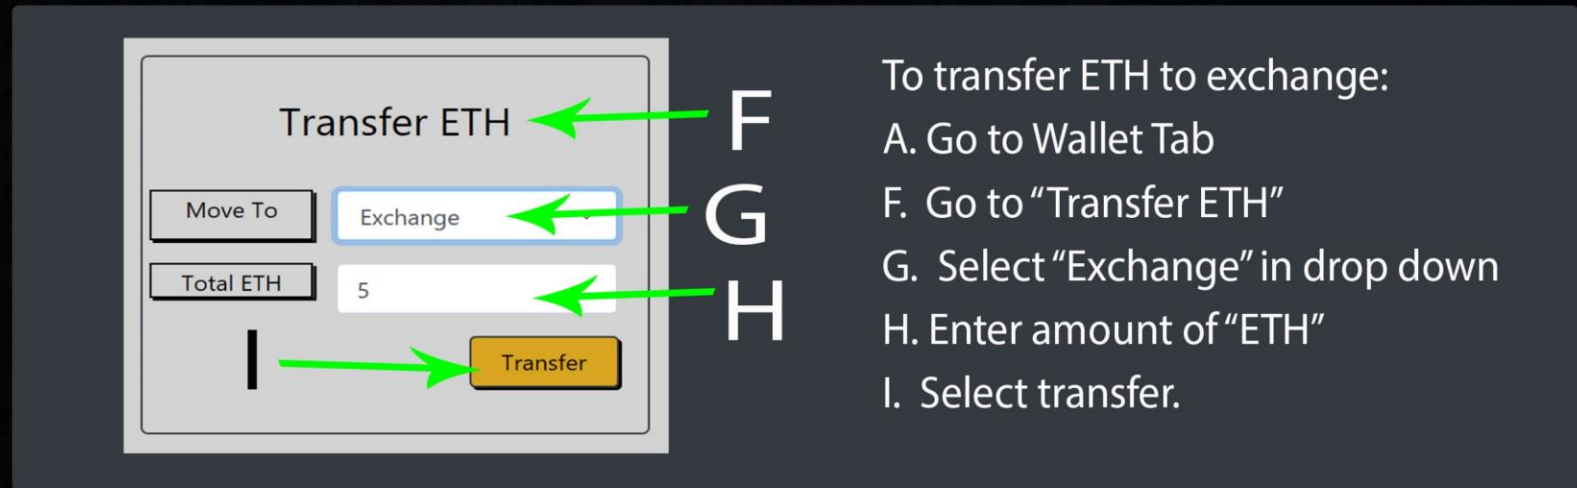 Transfer ETH
F
Move To
Exchange
G
Total ETH
5
H
I
Transfer
To transfer ETH to exchange:
A. Go to Wallet Tab
F. Go to “Transfer ETH”
G. Select “Exchange” in drop down
H. Enter amount of “ETH”
I. Select transfer.